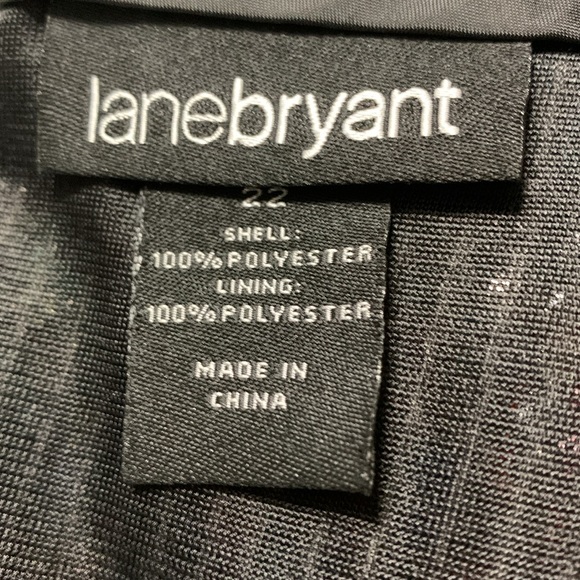 lanebryant
22
SHELL:
100% POLYESTER
LINING:
100% POLYESTER
MADE IN
CHINA